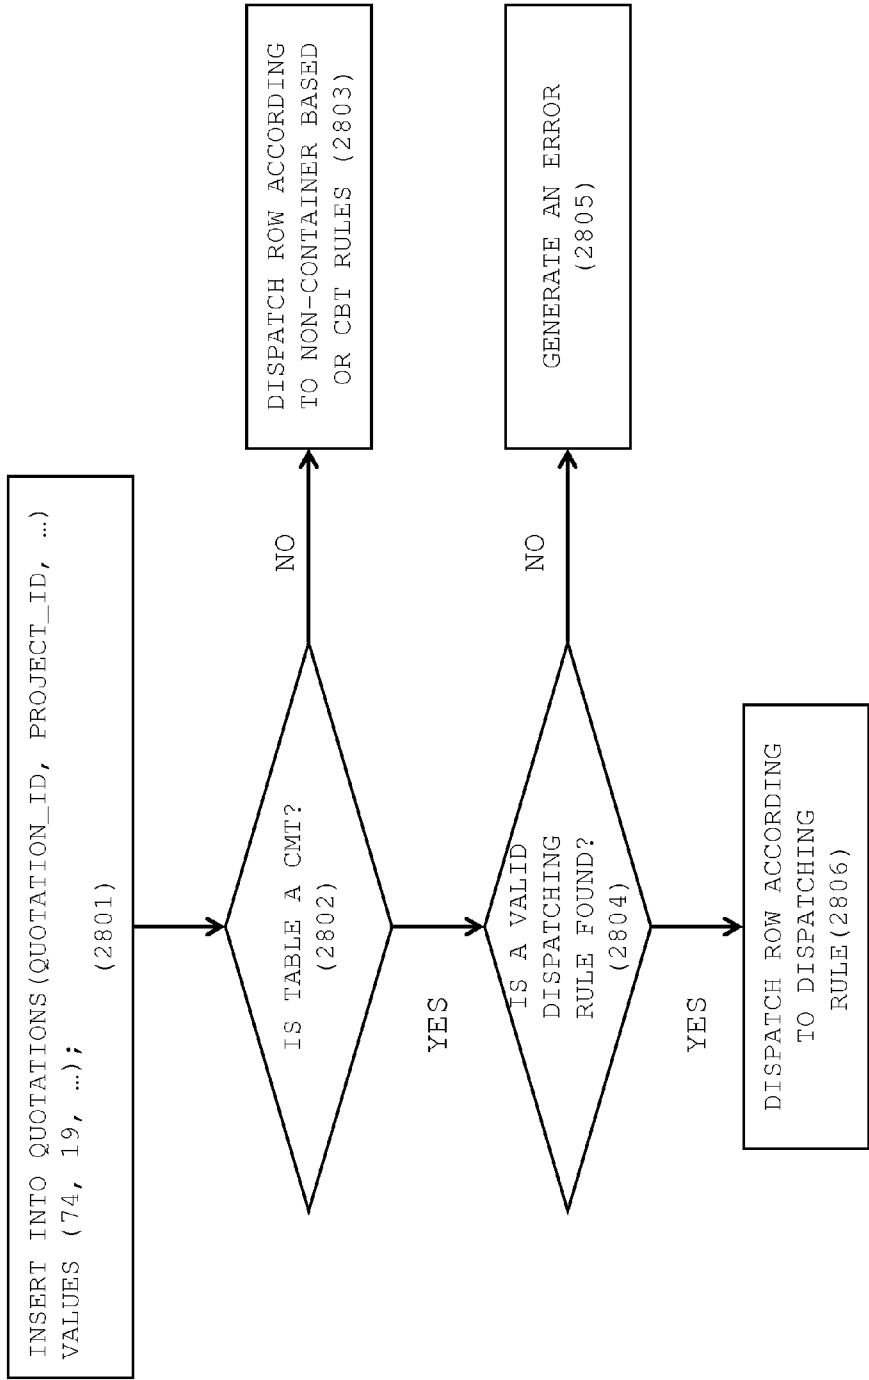 INSERT INTO QUOTATIONS(QUOTATION_ID, PROJECT_ID, …)
VALUES (74, 19, …);
(2801)
IS TABLE A CMT?
(2802)
NO
DISPATCH ROW ACCORDING
TO NON-CONTAINER BASED
OR CBT RULES (2803)
YES
IS A VALID
DISPATCHING
RULE FOUND?
(2804)
NO
GENERATE AN ERROR
(2805)
YES
DISPATCH ROW ACCORDING
TO DISPATCHING
RULE(2806)